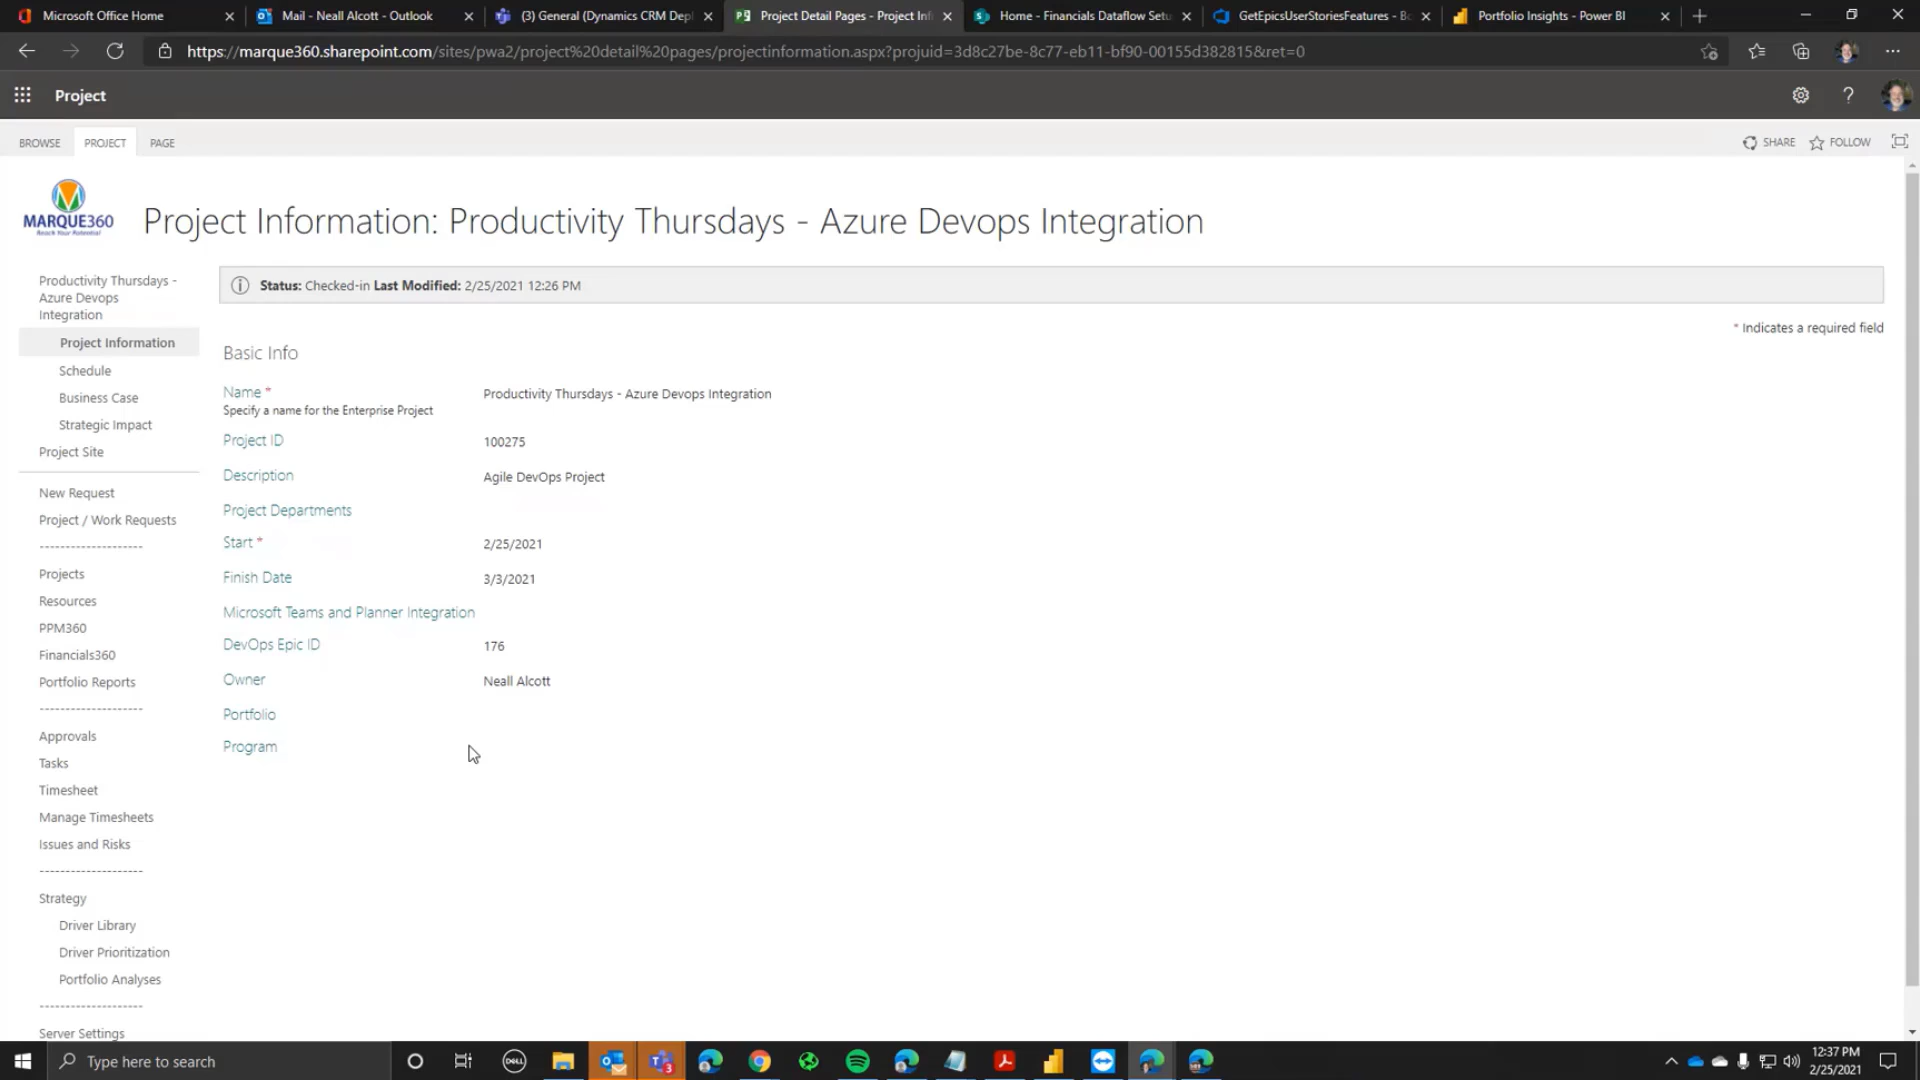 Microsoft Office Home
Mail - Neall Alcott - Outlook
(3) General (Dynamics CRM Depl
Project Detail Pages - Project Inf
Home - Financials Dataflow Setu
GetEpicsUserStoriesFeatures - Bo
Portfolio Insights - Power BI
https://marque360.sharepoint.com/sites/pwa2/project%20detail%20pages/projectinformation.aspx?projuid=3d8c27be-8c77-eb11-bf90-00155d382815&ret=0
Project
BROWSE PROJECT PAGE
SHARE FOLLOW
MARQUE360
Reach Your Potential
Project Information: Productivity Thursdays - Azure Devops Integration
Productivity Thursdays -
Azure Devops
Integration
Project Information
Schedule
Business Case
Strategic Impact
Project Site
New Request
Project / Work Requests
--------------------
Projects
Resources
PPM360
Financials360
Portfolio Reports
--------------------
Approvals
Tasks
Timesheet
Manage Timesheets
Issues and Risks
--------------------
Strategy
Driver Library
Driver Prioritization
Portfolio Analyses
--------------------
Server Settings
Status: Checked-in Last Modified: 2/25/2021 12:26 PM
* Indicates a required field
Basic Info
Name * Productivity Thursdays - Azure Devops Integration
Specify a name for the Enterprise Project
Project ID 100275
Description Agile DevOps Project
Project Departments
Start * 2/25/2021
Finish Date 3/3/2021
Microsoft Teams and Planner Integration
DevOps Epic ID 176
Owner Neall Alcott
Portfolio
Program
Type here to search
DELL
3
12:37 PM
2/25/2021